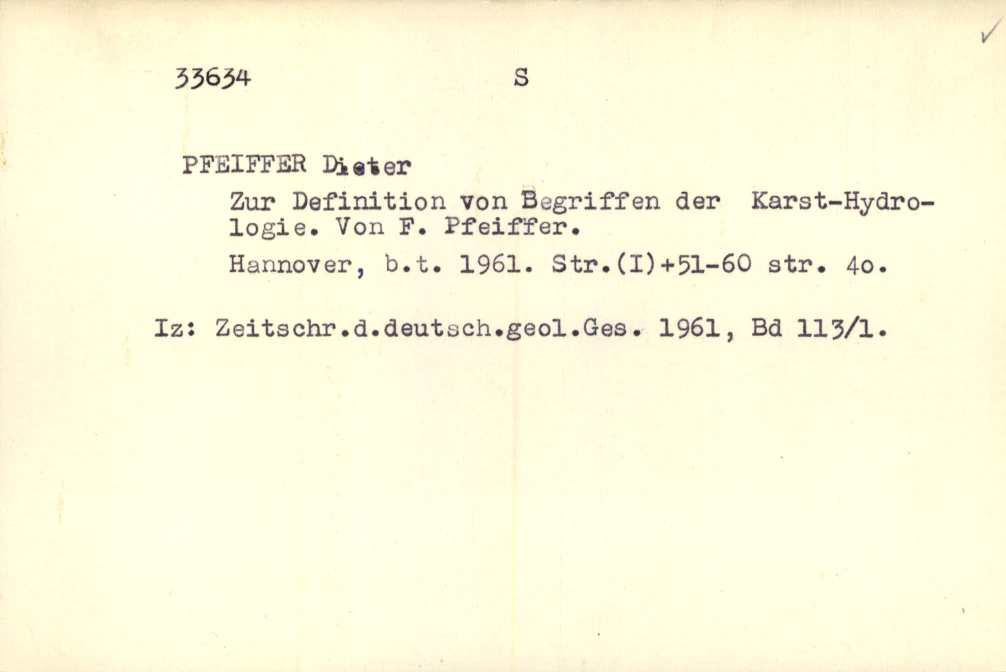 33634 S
PFEIFFER Dieter
Zur Definition von Begriffen der Karst-Hydro-
logie. Von F. Pfeiffer.
Hannover, b.t. 1961. Str.(I)+51-60 str. 4o.
Iz: Zeitschr.d.deutsch.geol.Ges. 1961, Bd 113/1.